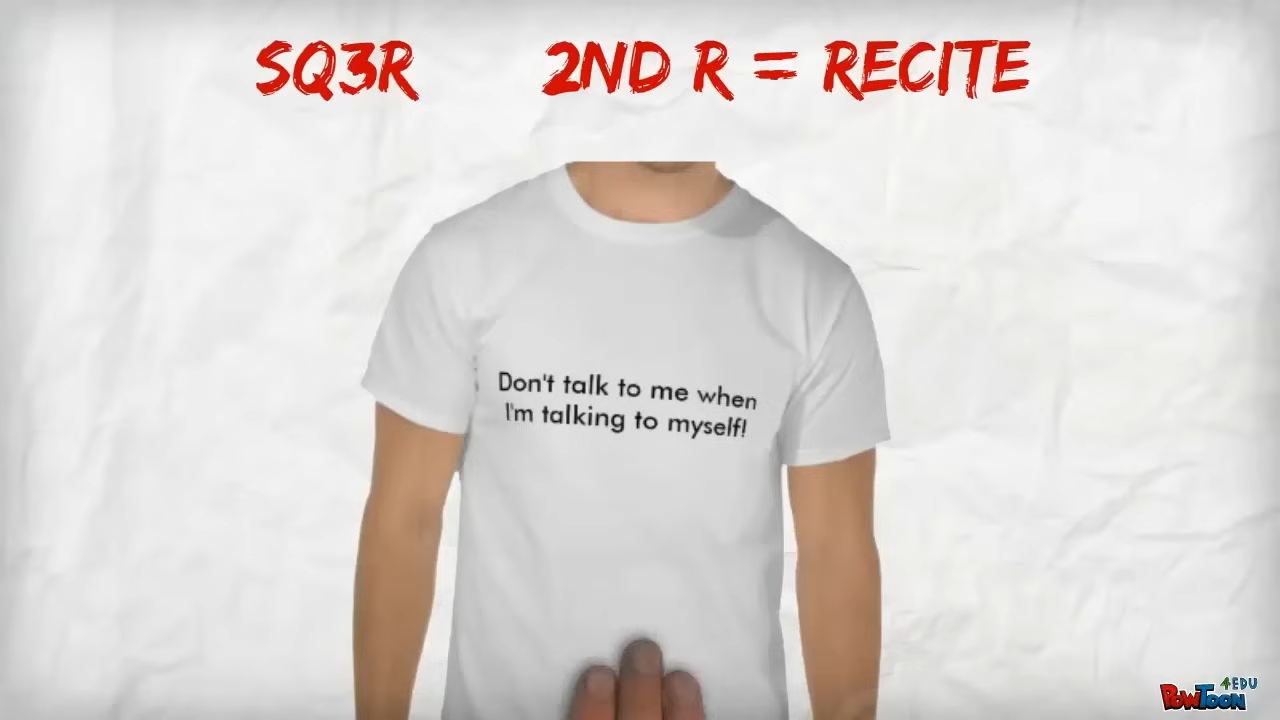 SQ3R 2ND R = RECITE
Don't talk to me when
I'm talking to myself!
4EDU
POWTOON